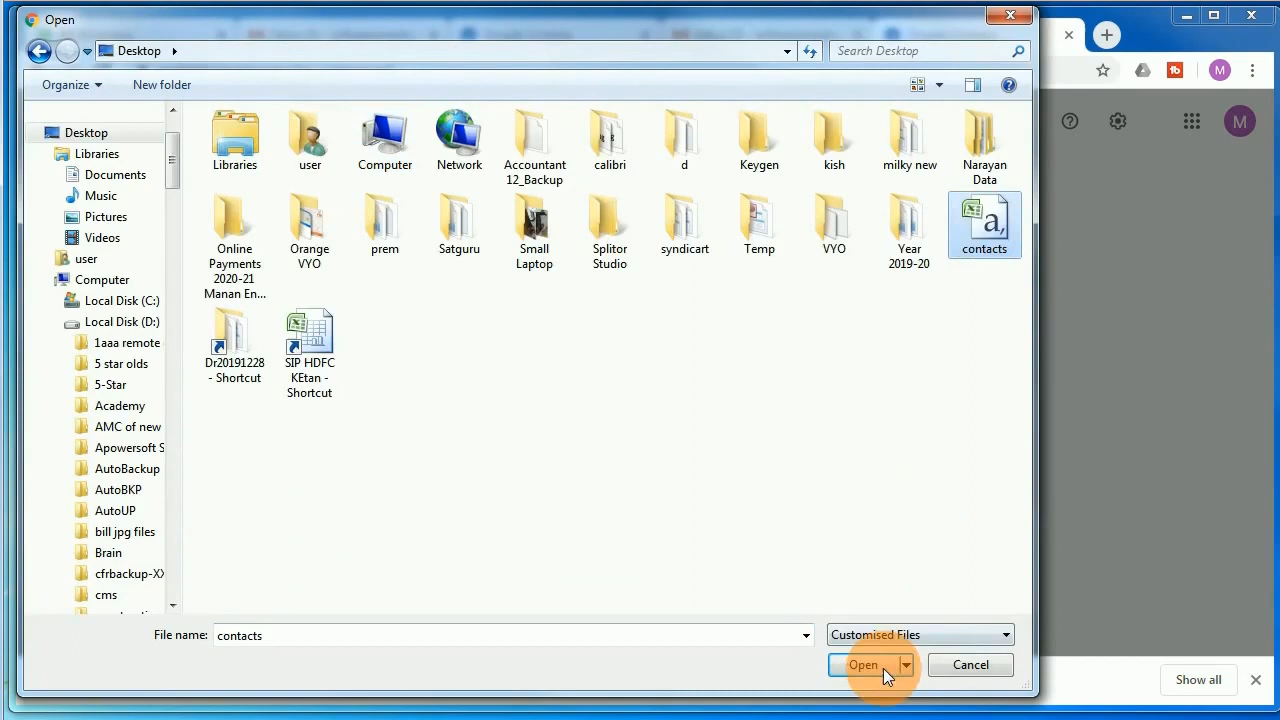 Open
Desktop
Search Desktop
M
Organize
New folder
M
Desktop
Libraries
Documents
Music
Pictures
Videos
user
Computer
Local Disk (C:)
Local Disk (D:)
1aaa remote
5 star olds
5-Star
Academy
AMC of new
Apowersoft S
AutoBackup
AutoBKP
AutoUP
bill jpg files
Brain
cfrbackup-XX
cms
Libraries
user
Computer
Network
Accountant
12_Backup
calibri
d
Keygen
kish
milky new
Narayan
Data
Online
Payments
2020-21
Manan En...
Orange
VYO
prem
Satguru
Small
Laptop
Splitor
Studio
syndicart
Temp
VYO
Year
2019-20
a,
contacts
Dr20191228
- Shortcut
SIP HDFC
KEtan -
Shortcut
File name:
contacts
Customised Files
Open
Cancel
Show all